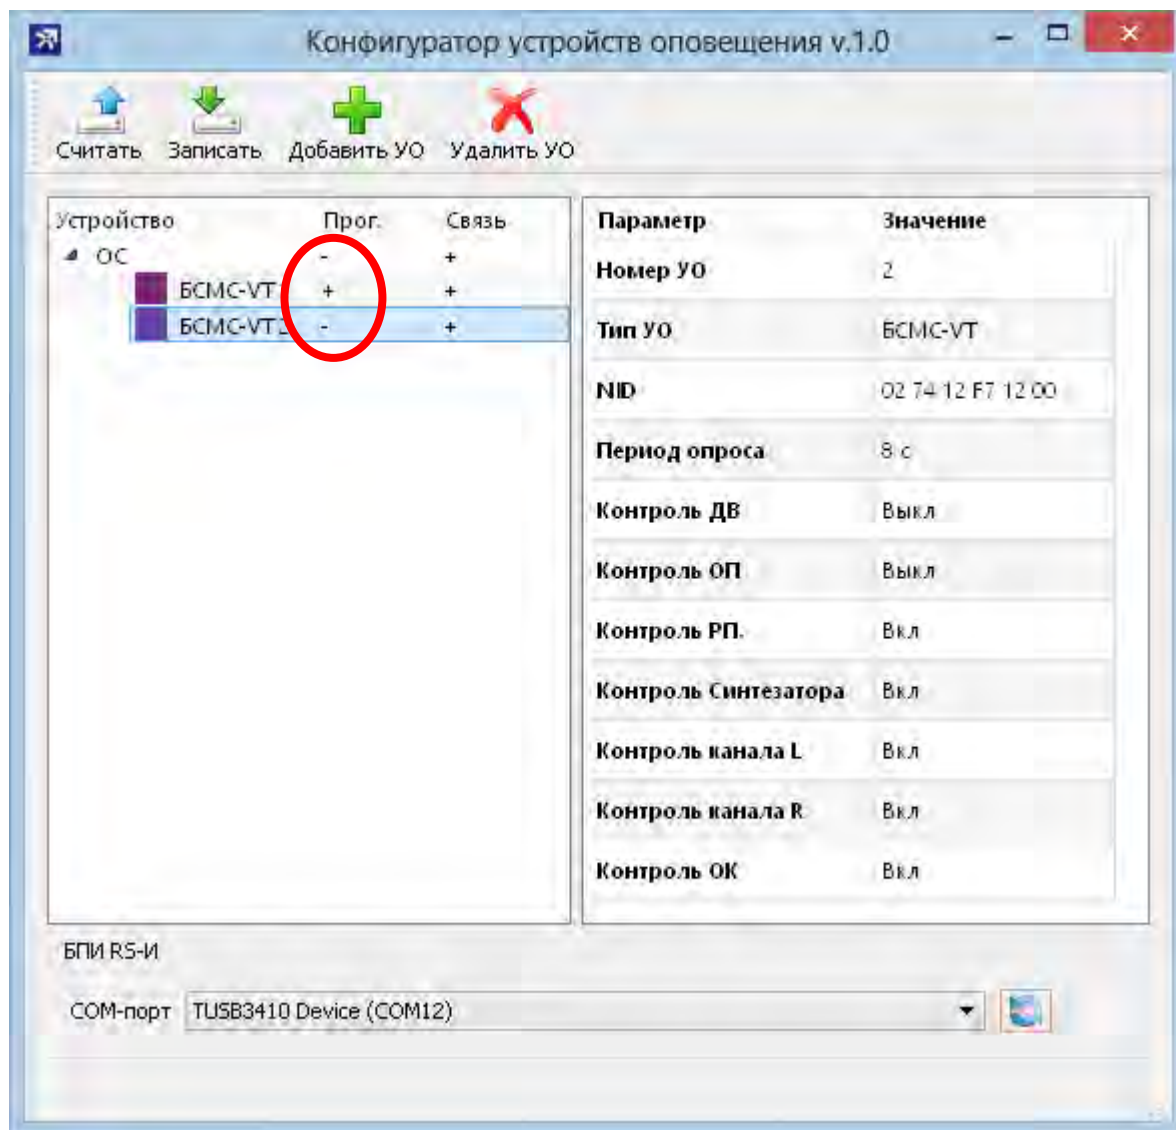 Конфигуратор устройств оповещения v.1.0
Считать Записать Добавить УО Удалить УО
Устройство Прог. Связь
ОС - +
БСМС-VT + +
БСМС-VT - +
Параметр Значение
Номер УО 2
Тип УО БСМС-VT
NID 02 74 12 F7 12 00
Период опроса 8 с
Контроль ДВ Выкл
Контроль ОП Выкл
Контроль РП. Вкл
Контроль Синтезатора Вкл
Контроль канала L Вкл
Контроль канала R Вкл
Контроль ОК Вкл
БПИ RS-И
COM-порт TUSB3410 Device (COM12)